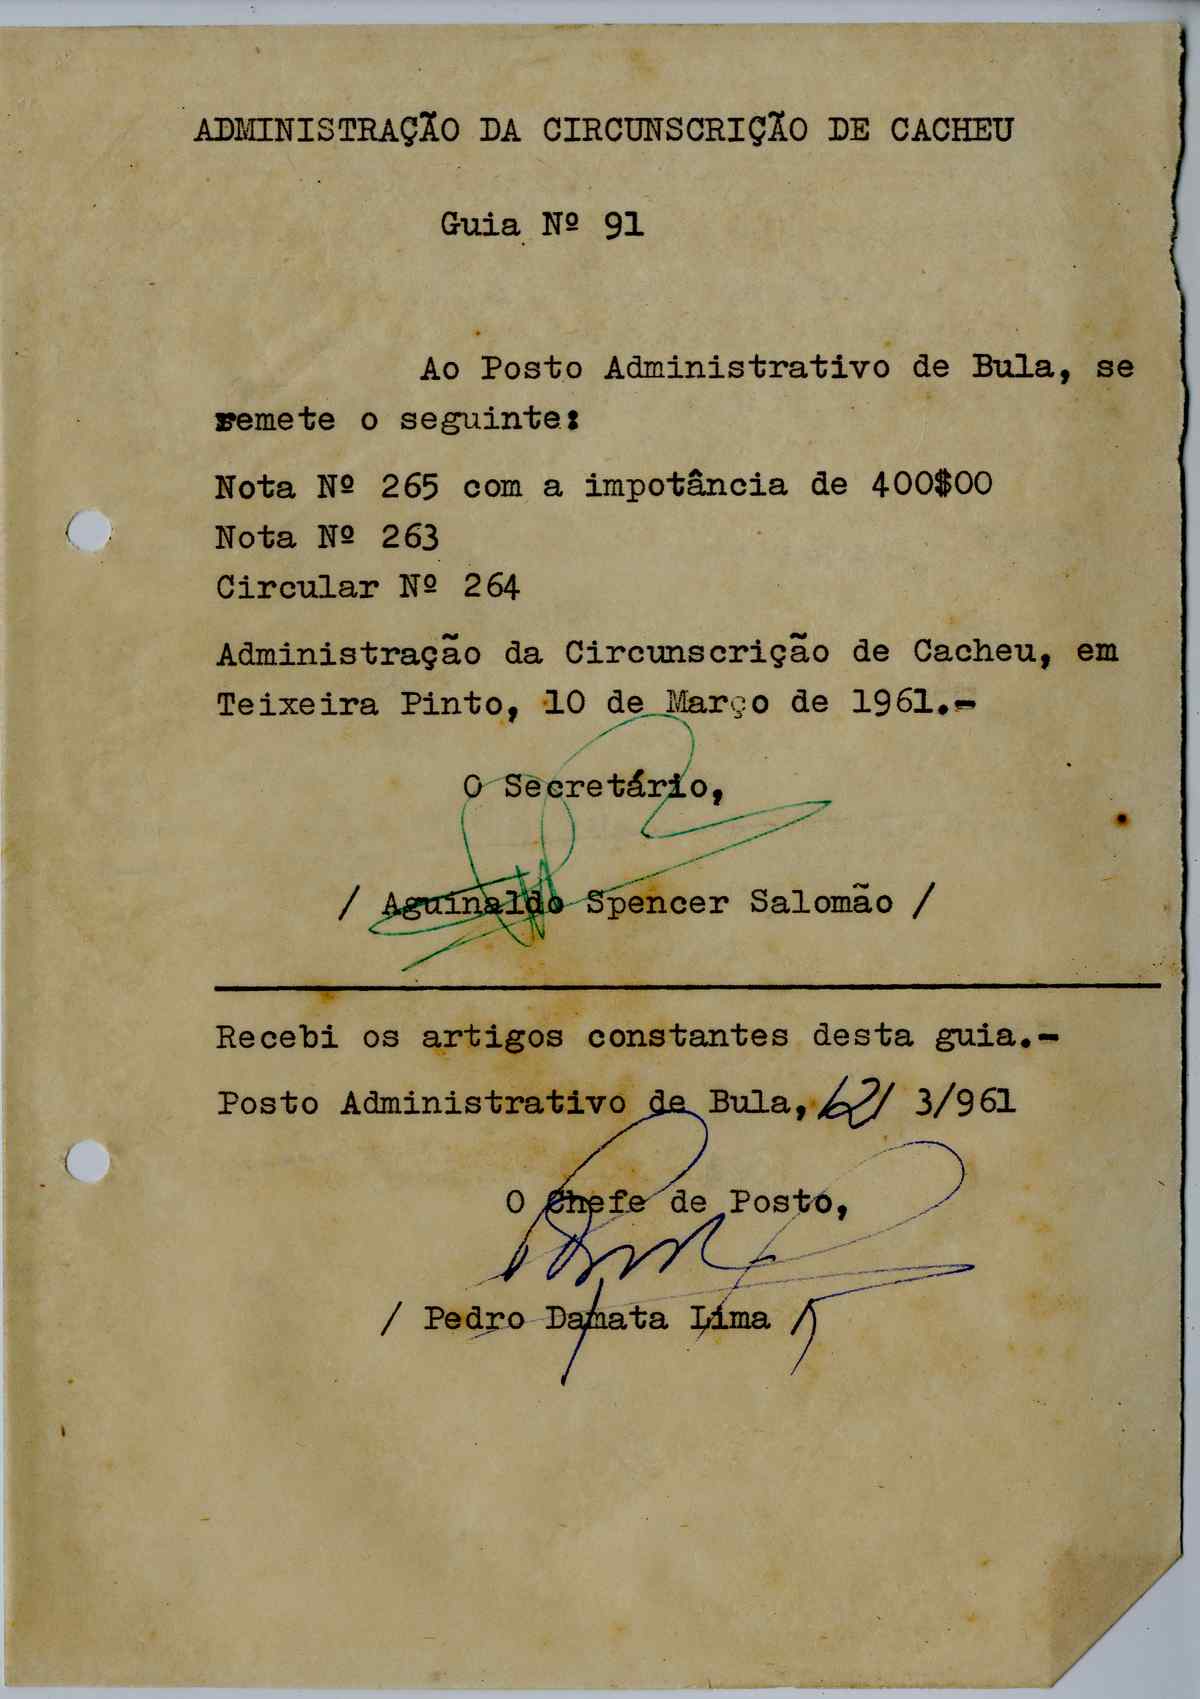 ADMINISTRAÇÃO DA CIRCUNSCRIÇÃO DE CACHEU
Guia Nº 91
Ao Posto Administrativo de Bula, se
remete o seguinte:
Nota Nº 265 com a impotância de 400$00
Nota Nº 263
Circular Nº 264
Administração da Circunscrição de Cacheu, em
Teixeira Pinto, 10 de Março de 1961.-
O Secretário,
/ Aguinaldo Spencer Salomão /
Recebi os artigos constantes desta guia.-
Posto Administrativo de Bula, 3/961
O Chefe de Posto,
/ Pedro Damata Lima /